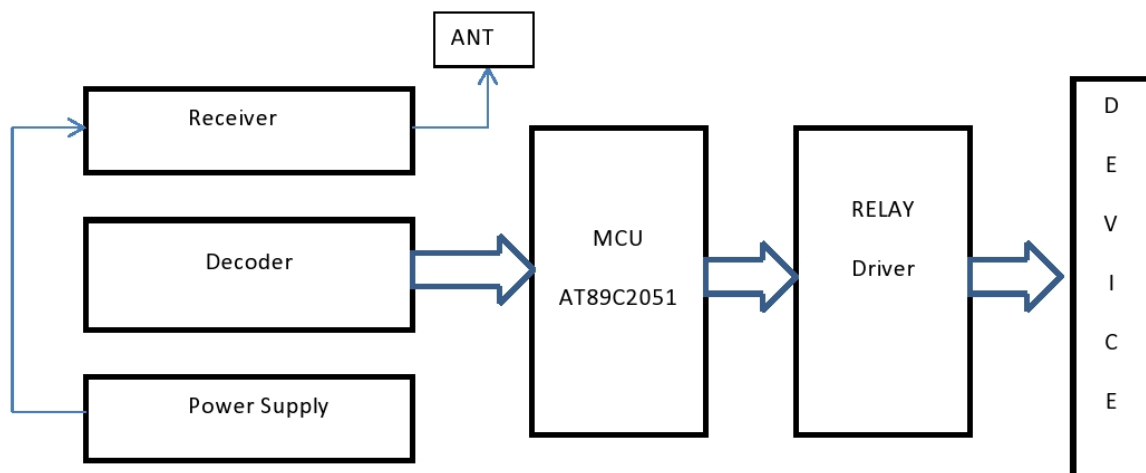 ANT
Receiver
Decoder
Power Supply
MCU
AT89C2051
RELAY
Driver
D
E
V
I
C
E